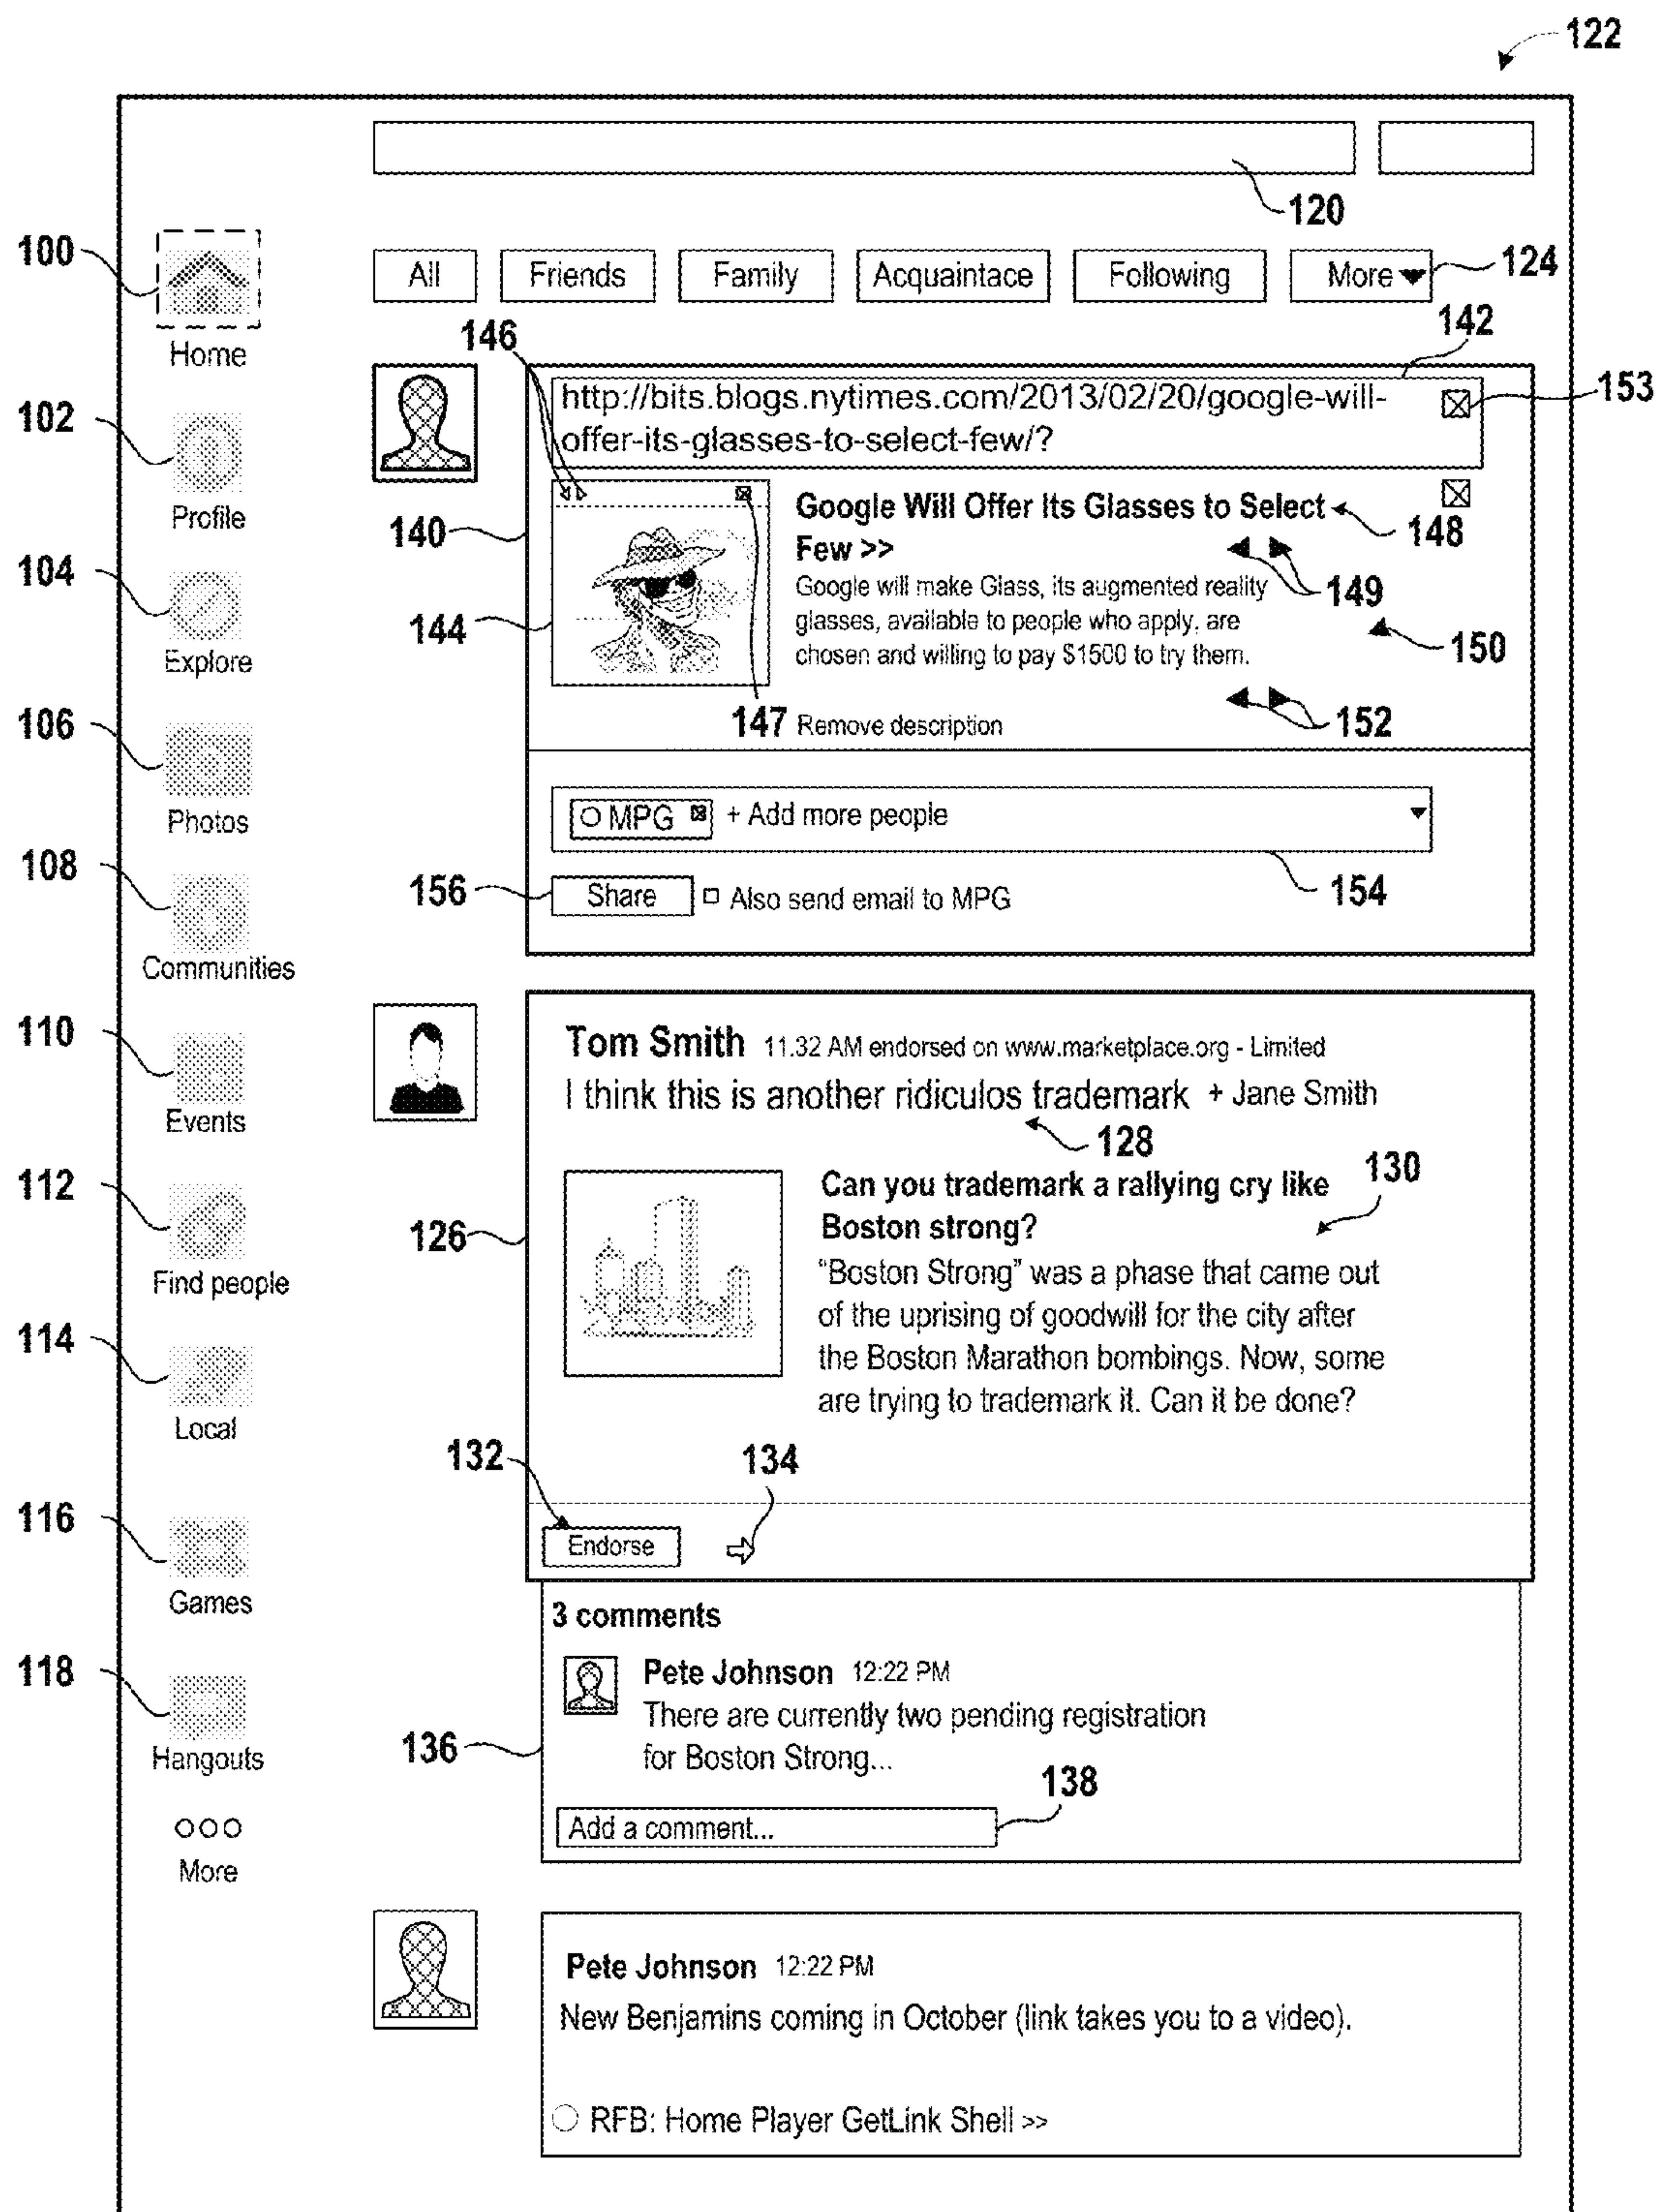 122
120
100
Home
102
Profile
104
Explore
106
Photos
108
Communities
110
Events
112
Find people
114
Local
116
Games
118
Hangouts
More
All Friends Family Acquaintace Following More 124
146
142
http://bits.blogs.nytimes.com/2013/02/20/google-will-
offer-its-glasses-to-select-few/?
153
140
144
147
Google Will Offer Its Glasses to Select
Few >>
148
149
Google will make Glass, its augmented reality
glasses, available to people who apply, are
chosen and willing to pay $1500 to try them.
150
152
Remove description
MPG + Add more people
154
156
Share Also send email to MPG
126
Tom Smith 11.32 AM endorsed on www.marketplace.org - Limited
I think this is another ridiculos trademark + Jane Smith
128
130
Can you trademark a rallying cry like
Boston strong?
"Boston Strong" was a phase that came out
of the uprising of goodwill for the city after
the Boston Marathon bombings. Now, some
are trying to trademark it. Can it be done?
132
134
Endorse
136
3 comments
Pete Johnson 12:22 PM
There are currently two pending registration
for Boston Strong...
138
Add a comment...
Pete Johnson 12:22 PM
New Benjamins coming in October (link takes you to a video).
RFB: Home Player GetLink Shell >>